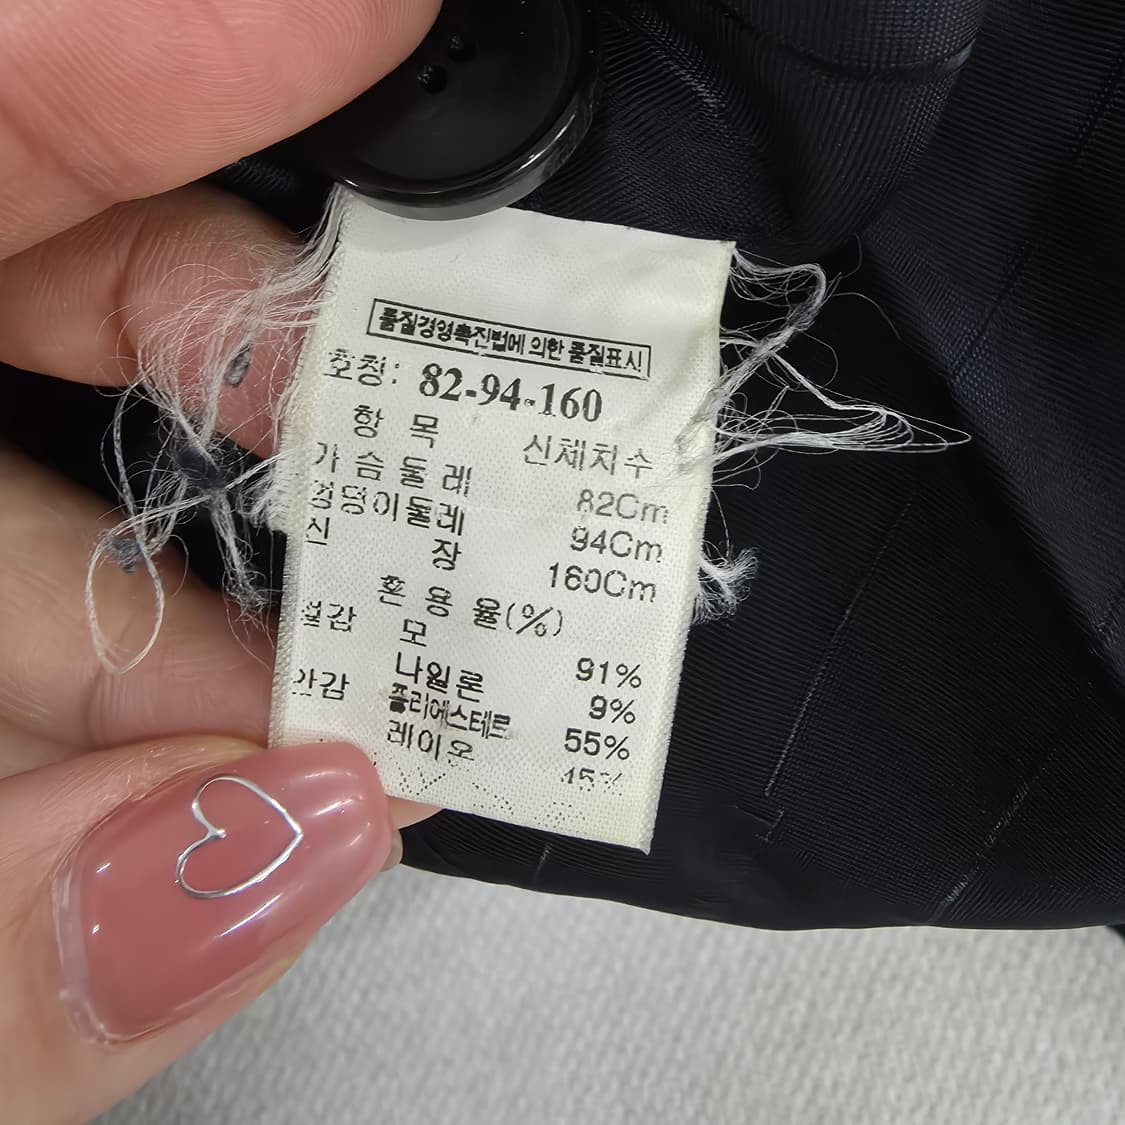 품질경영촉진법에 의한 품질표시
호칭: 82-94-160
항 목 신체치수
가슴둘레 82Cm
엉덩이둘레 94Cm
신 장 160Cm
혼 용 율(%)
겉감 모 91%
나일론 9%
안감 폴리에스테르 55%
레이온 45%